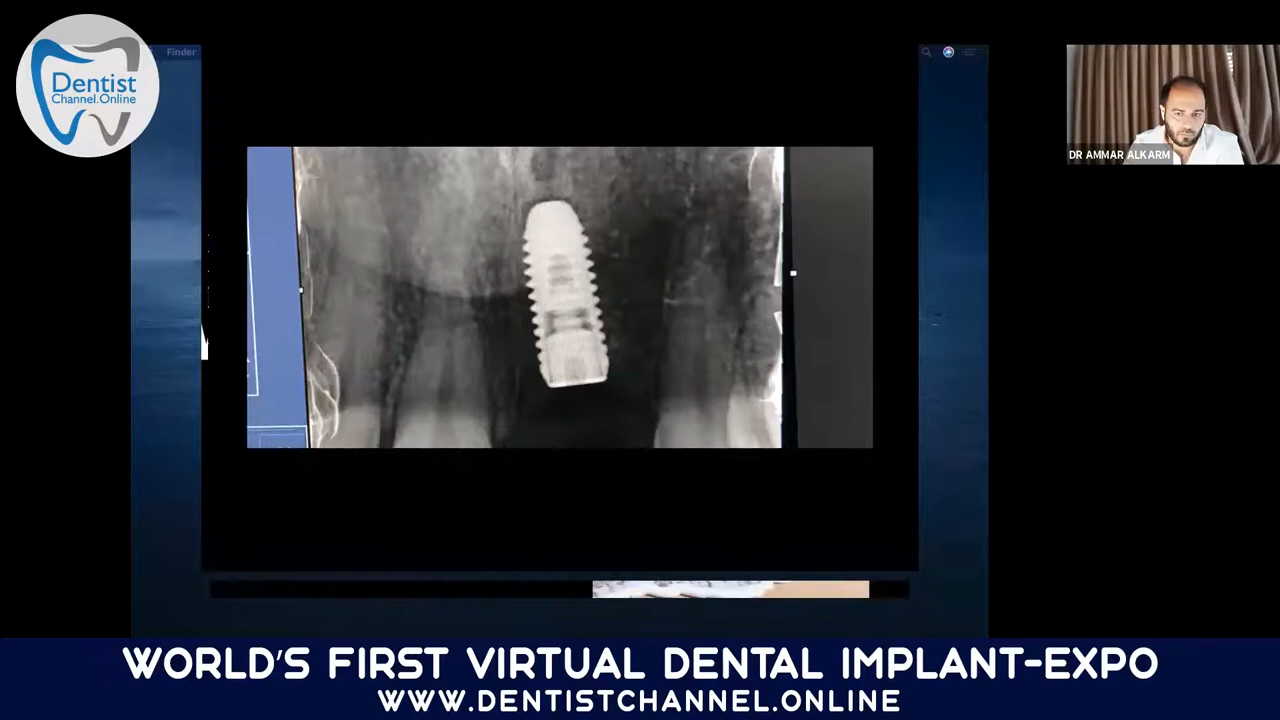 Dentist
Channel.Online
Finder
DR AMMAR ALKARM
WORLD'S FIRST VIRTUAL DENTAL IMPLANT-EXPO
WWW.DENTISTCHANNEL.ONLINE